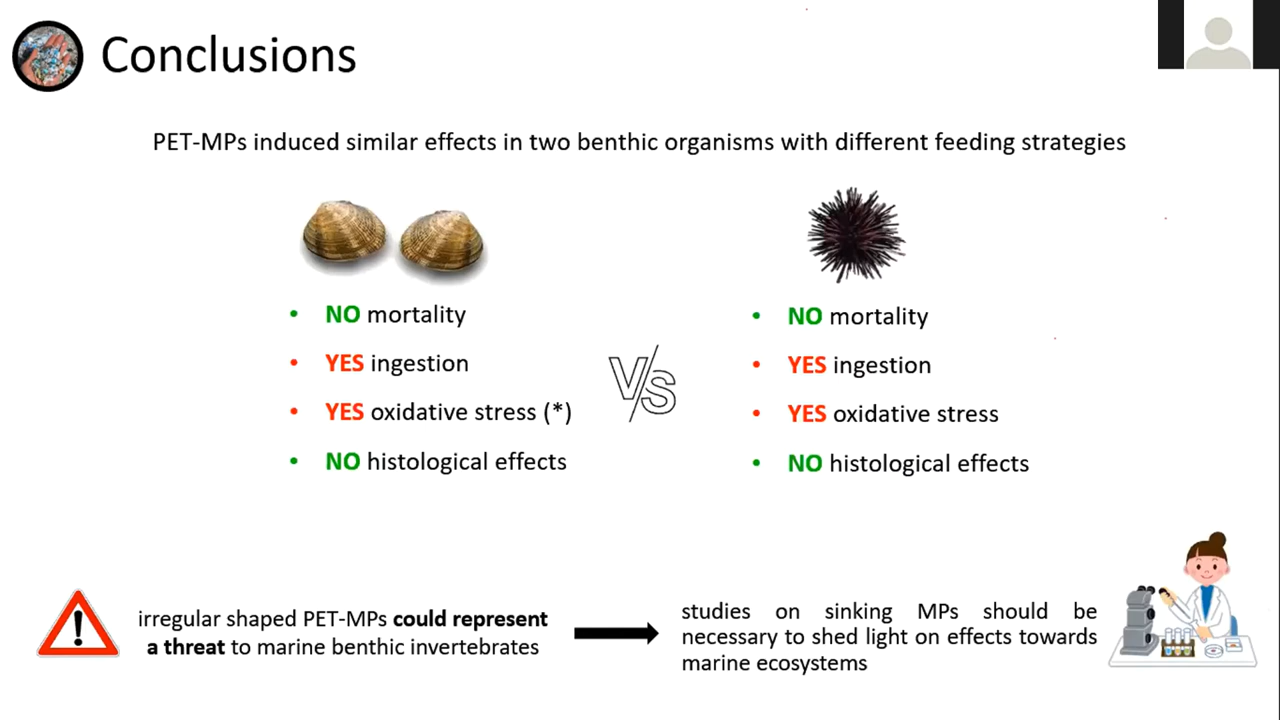 Conclusions
PET-MPs induced similar effects in two benthic organisms with different feeding strategies
• NO mortality
• YES ingestion
• YES oxidative stress (*)
• NO histological effects
VS
• NO mortality
• YES ingestion
• YES oxidative stress
• NO histological effects
irregular shaped PET-MPs could represent
a threat to marine benthic invertebrates
studies on sinking MPs should be
necessary to shed light on effects towards
marine ecosystems